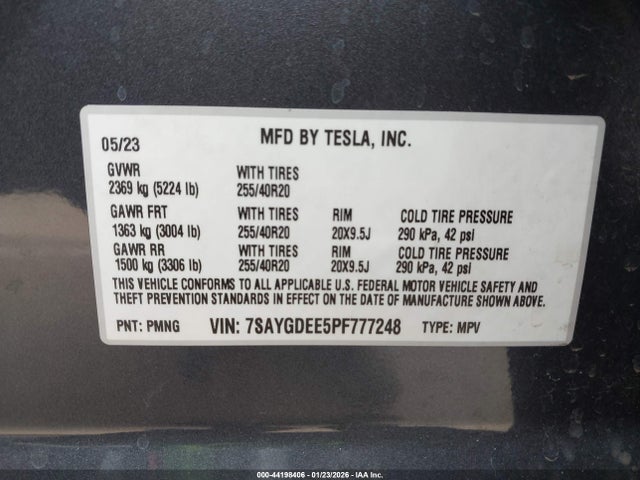 05/23 MFD BY TESLA, INC.
GVWR WITH TIRES
2369 kg (5224 lb) 255/40R20
GAWR FRT WITH TIRES RIM COLD TIRE PRESSURE
1363 kg (3004 lb) 255/40R20 20X9.5J 290 kPa, 42 psi
GAWR RR WITH TIRES RIM COLD TIRE PRESSURE
1500 kg (3306 lb) 255/40R20 20X9.5J 290 kPa, 42 psi
THIS VEHICLE CONFORMS TO ALL APPLICABLE U.S. FEDERAL MOTOR VEHICLE SAFETY AND
THEFT PREVENTION STANDARDS IN EFFECT ON THE DATE OF MANUFACTURE SHOWN ABOVE.
PNT: PMNG VIN: 7SAYGDEE5PF777248 TYPE: MPV
000-44198406 | 01/23/2026 | IAA Inc.